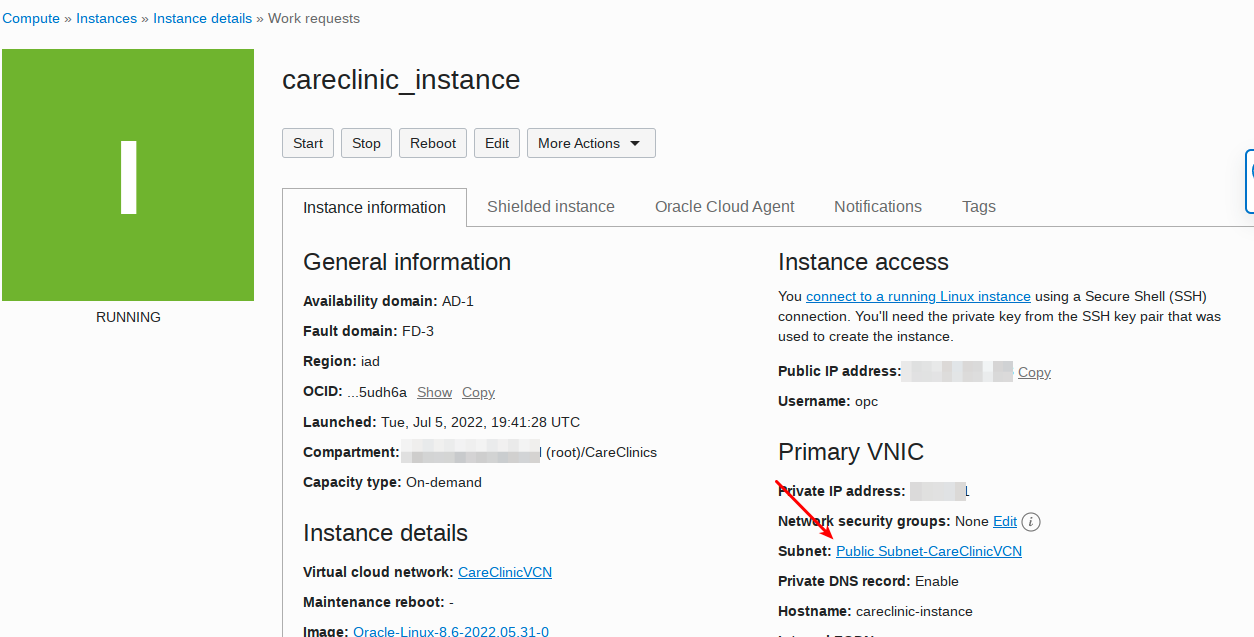 Compute » Instances » Instance details » Work requests
careclinic_instance
Start Stop Reboot Edit More Actions
I
RUNNING
Instance information Shielded instance Oracle Cloud Agent Notifications Tags
General information
Availability domain: AD-1
Fault domain: FD-3
Region: iad
OCID: ...5udh6a Show Copy
Launched: Tue, Jul 5, 2022, 19:41:28 UTC
Compartment: (root)/CareClinics
Capacity type: On-demand
Instance details
Virtual cloud network: CareClinicVCN
Maintenance reboot: -
Image: Oracle-Linux-8.6-2022.05.31-0
Instance access
You connect to a running Linux instance using a Secure Shell (SSH)
connection. You'll need the private key from the SSH key pair that was
used to create the instance.
Public IP address: Copy
Username: opc
Primary VNIC
Private IP address: 1
Network security groups: None Edit i
Subnet: Public Subnet-CareClinicVCN
Private DNS record: Enable
Hostname: careclinic-instance